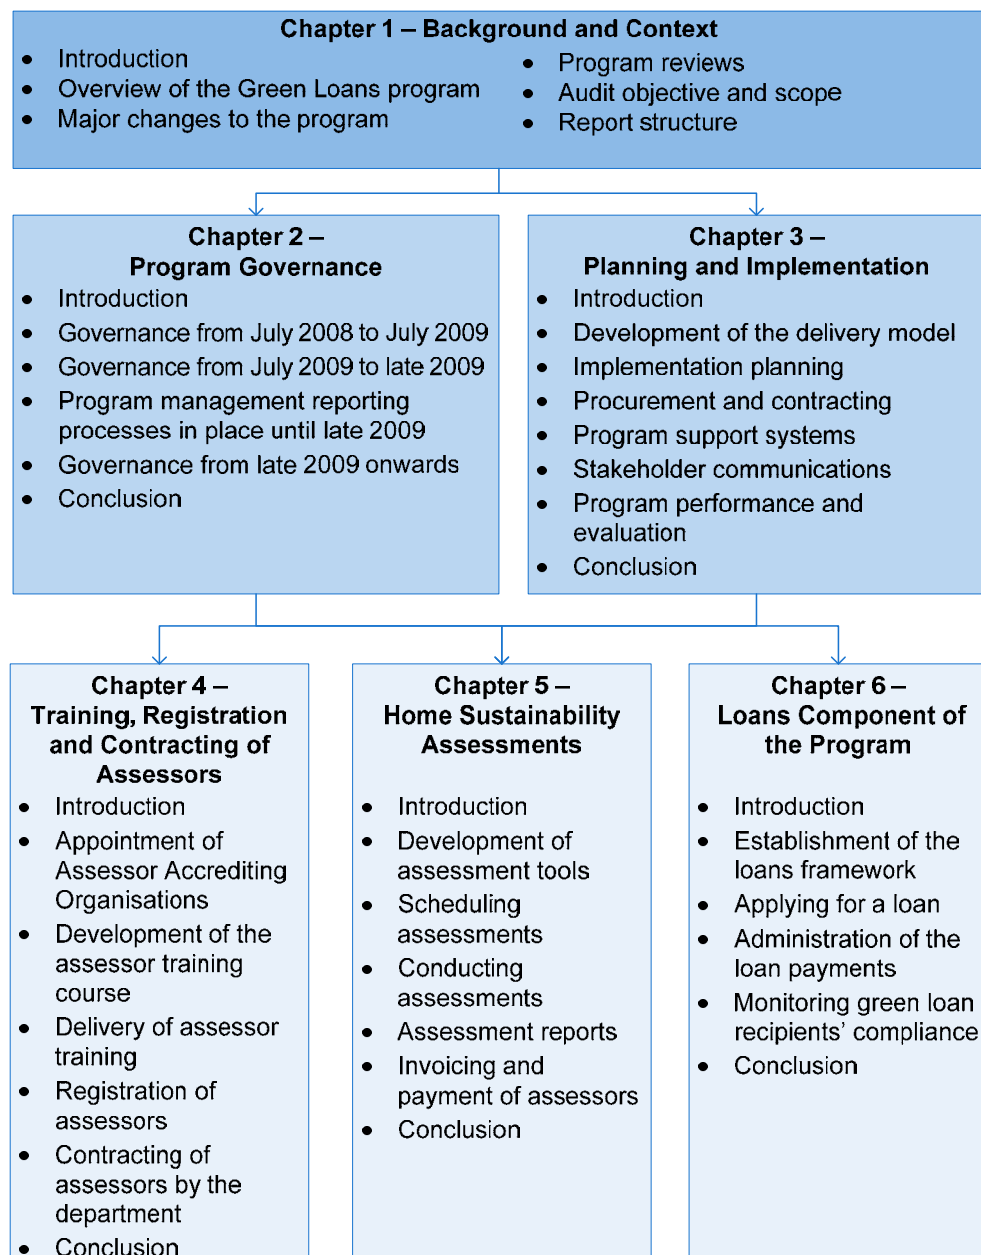 Chapter 1 – Background and Context
• Introduction
• Overview of the Green Loans program
• Major changes to the program
• Program reviews
• Audit objective and scope
• Report structure
Chapter 2 –
Program Governance
• Introduction
• Governance from July 2008 to July 2009
• Governance from July 2009 to late 2009
• Program management reporting
processes in place until late 2009
• Governance from late 2009 onwards
• Conclusion
Chapter 3 –
Planning and Implementation
• Introduction
• Development of the delivery model
• Implementation planning
• Procurement and contracting
• Program support systems
• Stakeholder communications
• Program performance and
evaluation
• Conclusion
Chapter 4 –
Training, Registration
and Contracting of
Assessors
• Introduction
• Appointment of
Assessor Accrediting
Organisations
• Development of the
assessor training
course
• Delivery of assessor
training
• Registration of
assessors
• Contracting of
assessors by the
department
• Conclusion
Chapter 5 –
Home Sustainability
Assessments
• Introduction
• Development of
assessment tools
• Scheduling
assessments
• Conducting
assessments
• Assessment reports
• Invoicing and
payment of assessors
• Conclusion
Chapter 6 –
Loans Component of
the Program
• Introduction
• Establishment of the
loans framework
• Applying for a loan
• Administration of the
loan payments
• Monitoring green loan
recipients’ compliance
• Conclusion